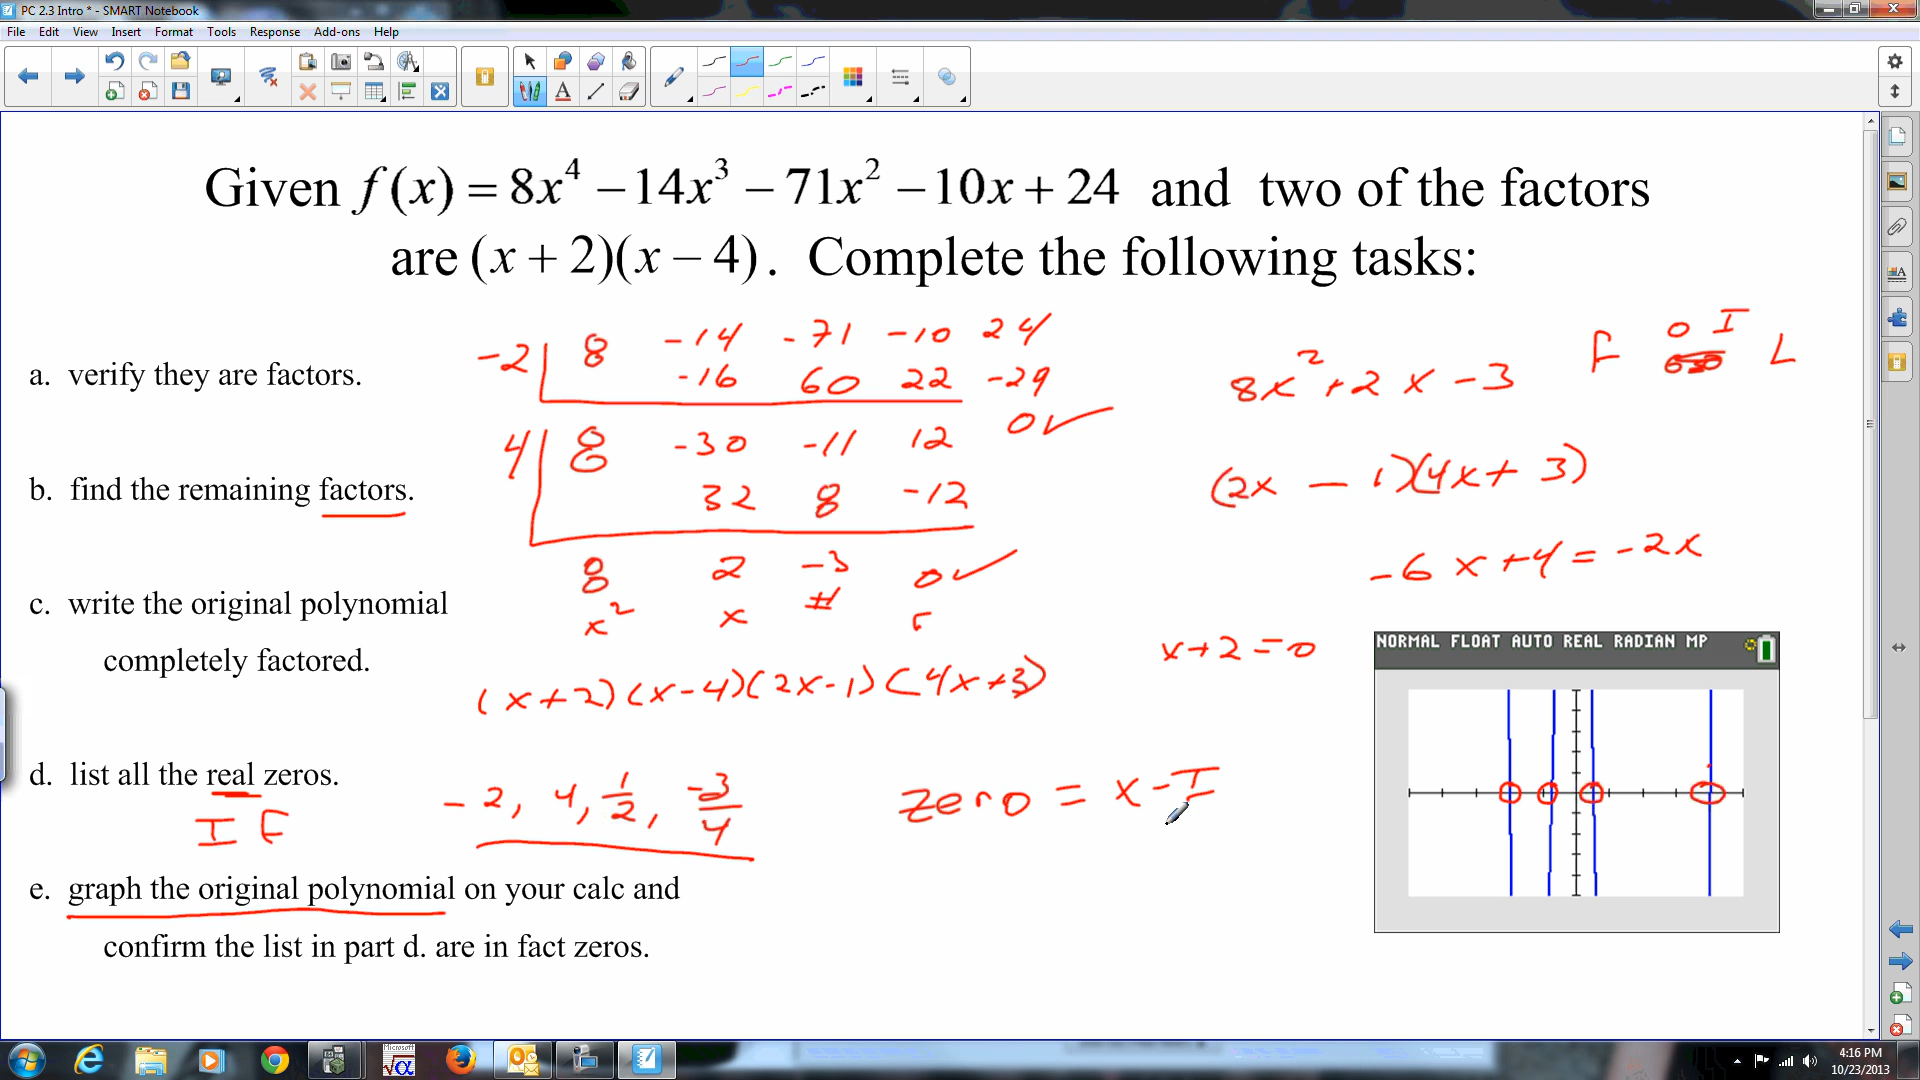 PC 2.3 Intro * - SMART Notebook
File Edit View Insert Format Tools Response Add-ons Help
Given f(x) = 8x⁴ − 14x³ − 71x² − 10x + 24 and two of the factors
are (x + 2)(x − 4). Complete the following tasks:
a. verify they are factors.
b. find the remaining factors.
c. write the original polynomial
completely factored.
d. list all the real zeros.
I F
e. graph the original polynomial on your calc and
confirm the list in part d. are in fact zeros.
-2 8 -14 -71 -10 24
-16 60 22 -29
0✓
4 8 -30 -11 12
32 8 -12
8 2 -3 0✓
x² x # r
(x+2)(x-4)(2x-1)(4x+3)
-2, 4, 1/2, -3/4
8x²+2x-3
F O I L
(2x - 1)(4x+ 3)
-6x+4=-2x
x+2=0
zero = x-I
NORMAL FLOAT AUTO REAL RADIAN MP
4:16 PM
10/23/2013